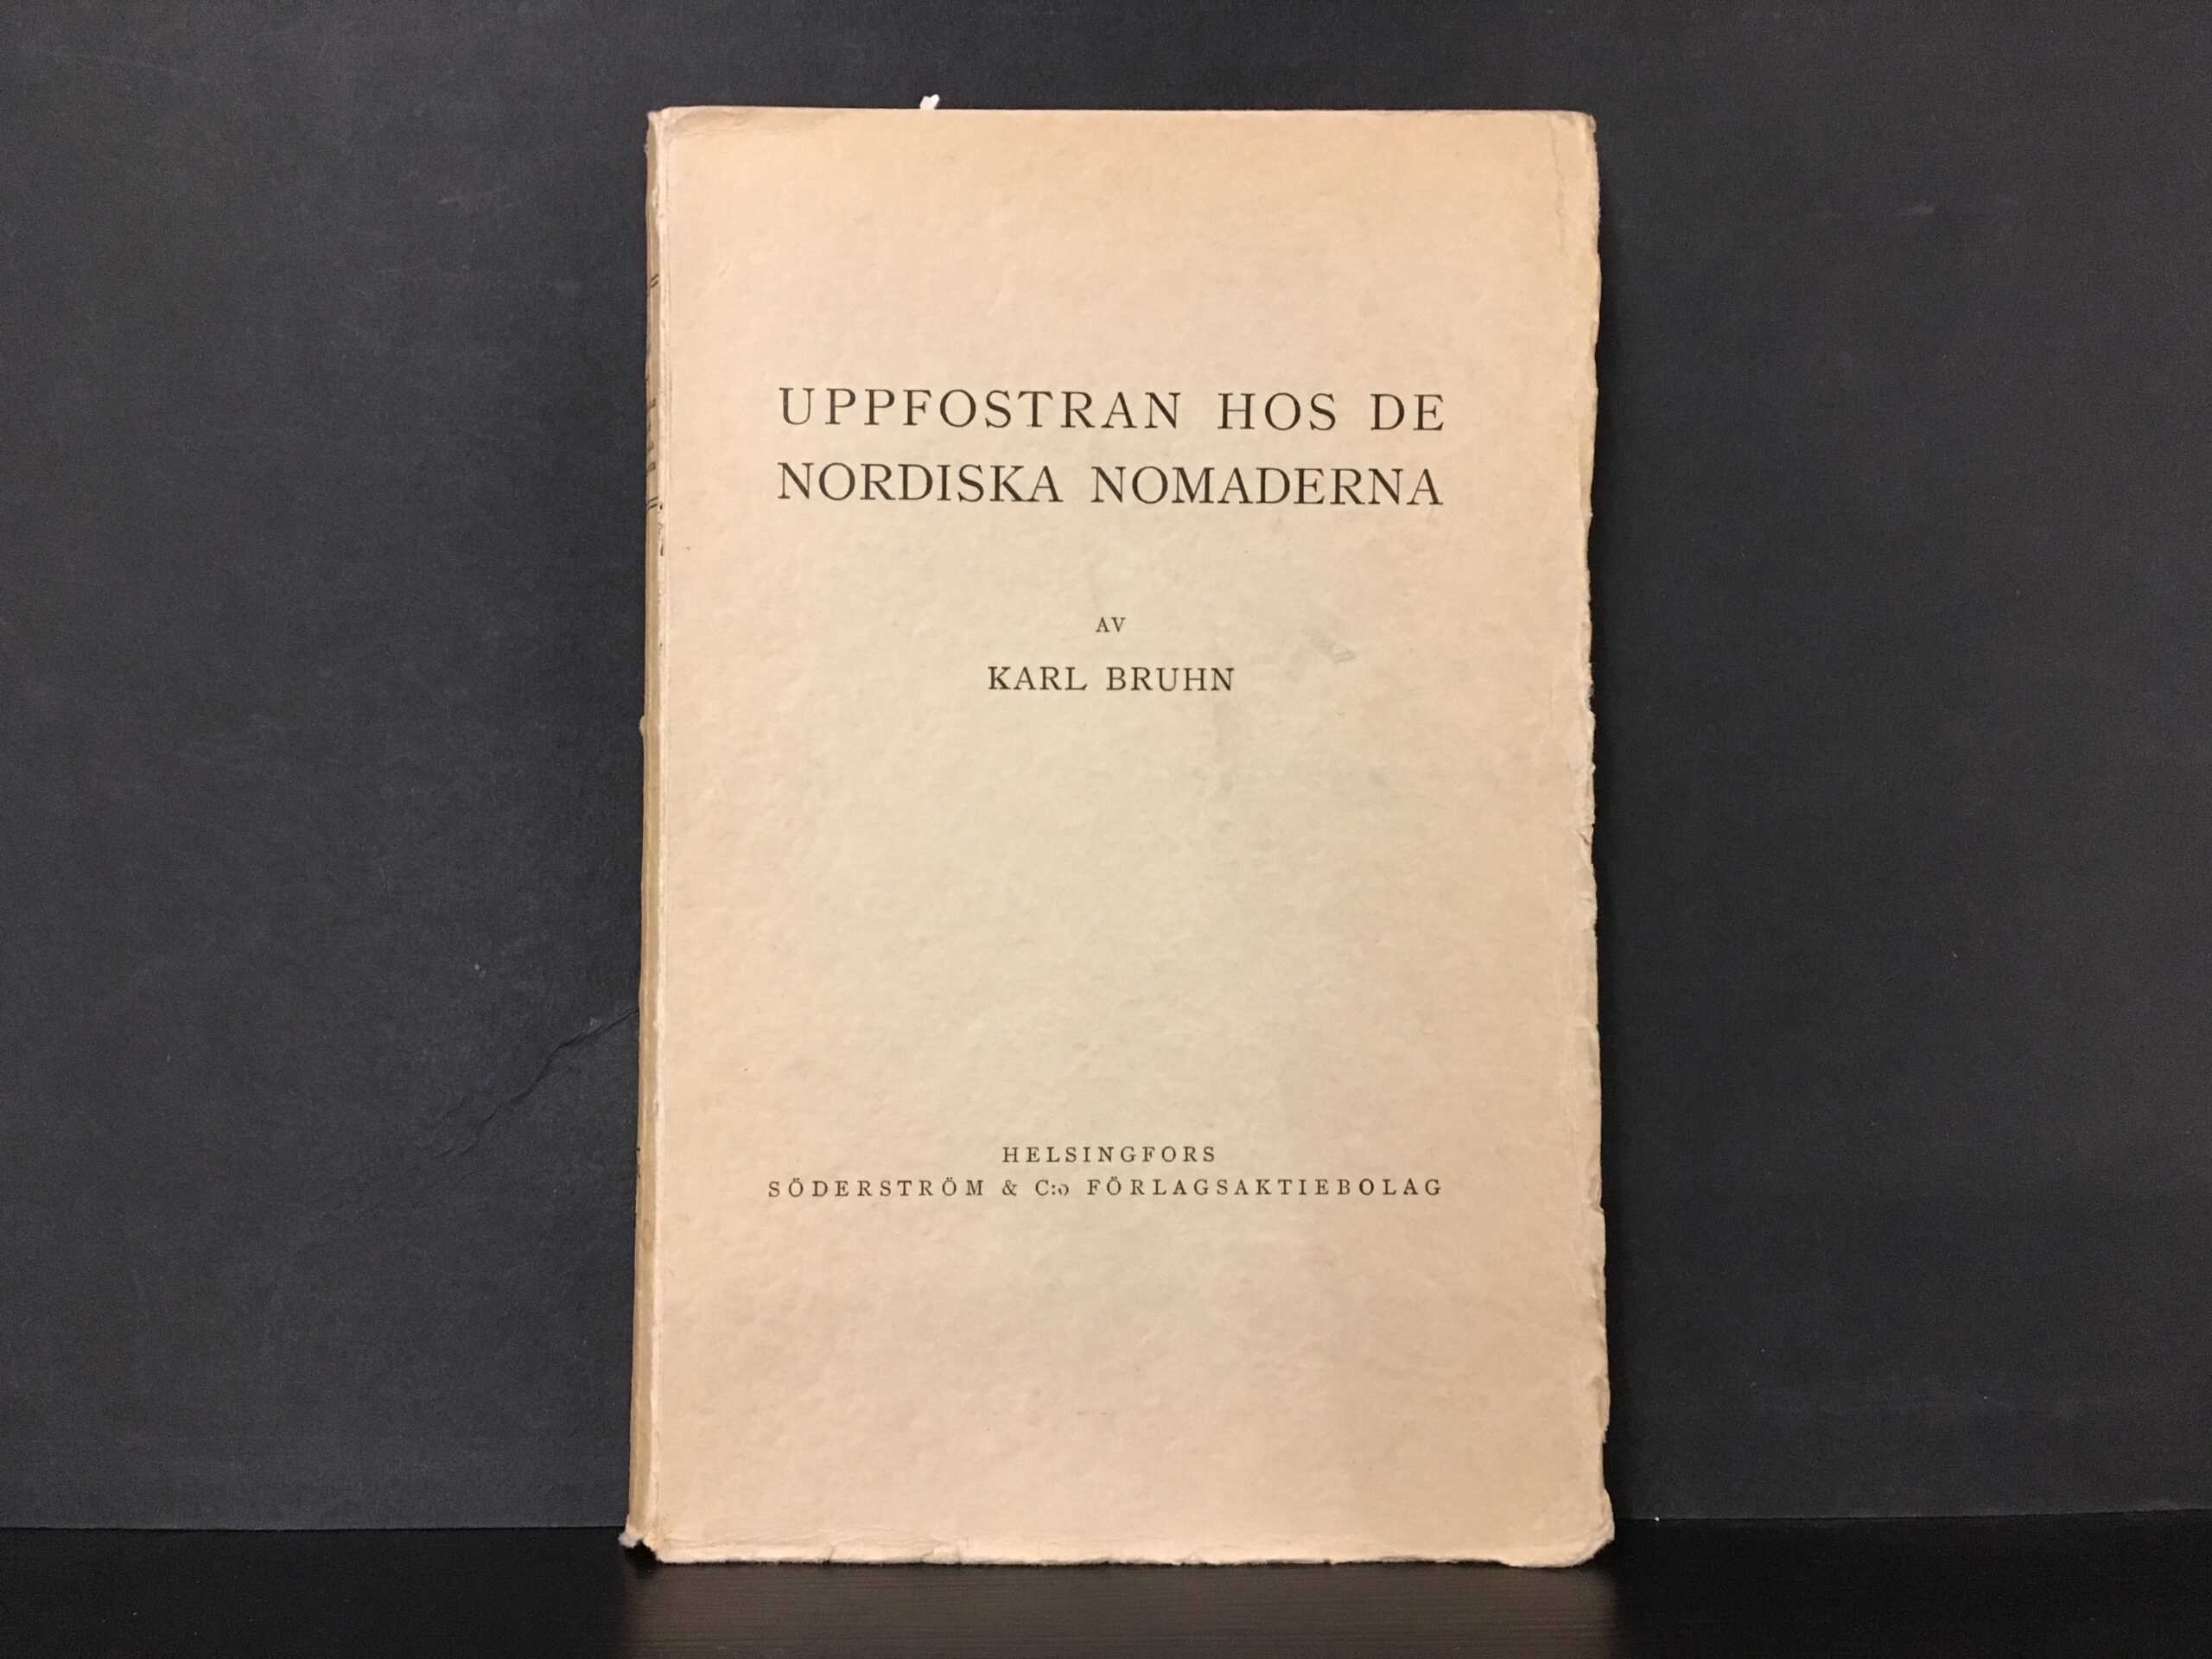 UPPFOSTRAN HOS DE
NORDISKA NOMADERNA
AV
KARL BRUHN
HELSINGFORS
SÖDERSTRÖM & C:o FÖRLAGSAKTIEBOLAG